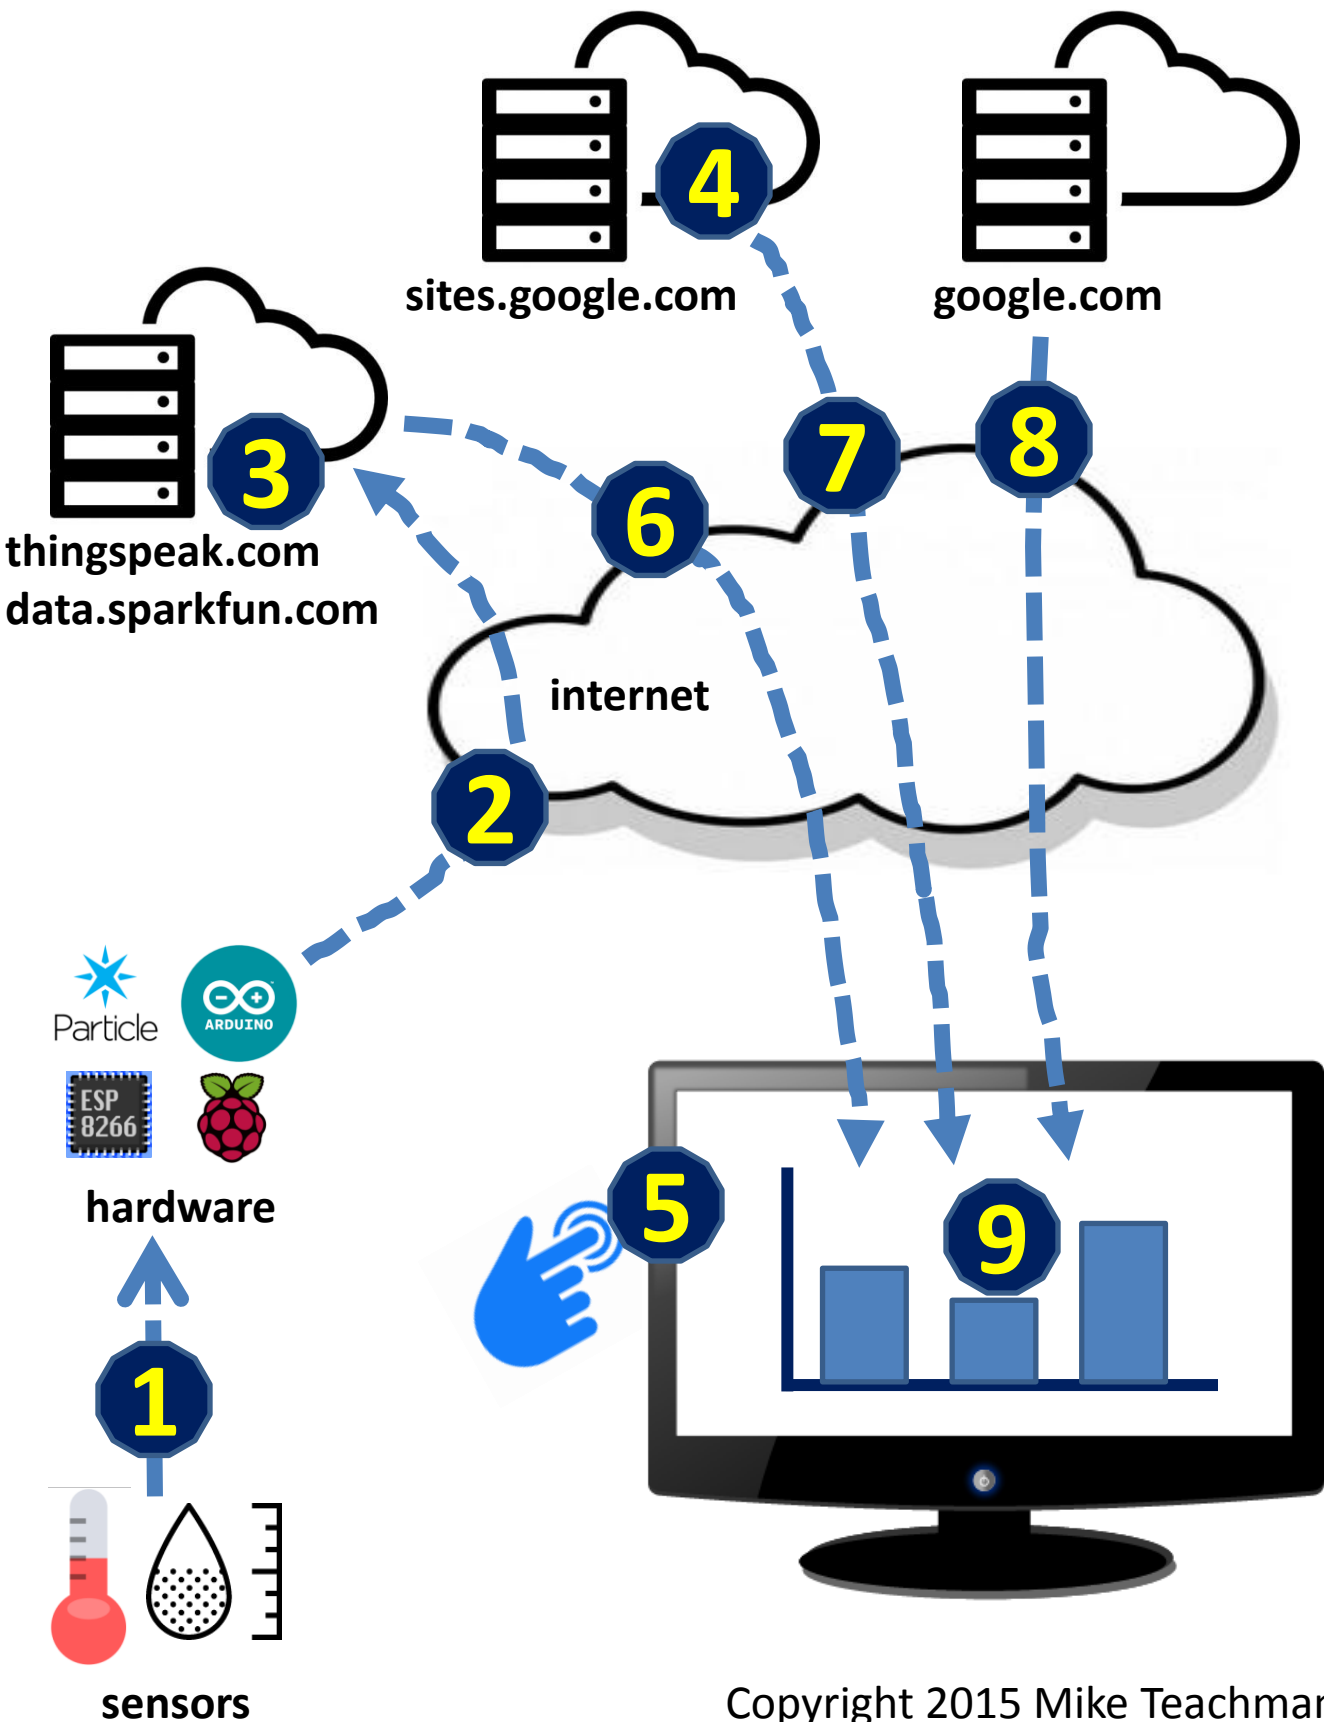 4
sites.google.com
google.com
3
thingspeak.com
data.sparkfun.com
6
7
8
internet
2
Particle
ARDUINO
ESP
8266
hardware
5
9
1
sensors
Copyright 2015 Mike Teachman